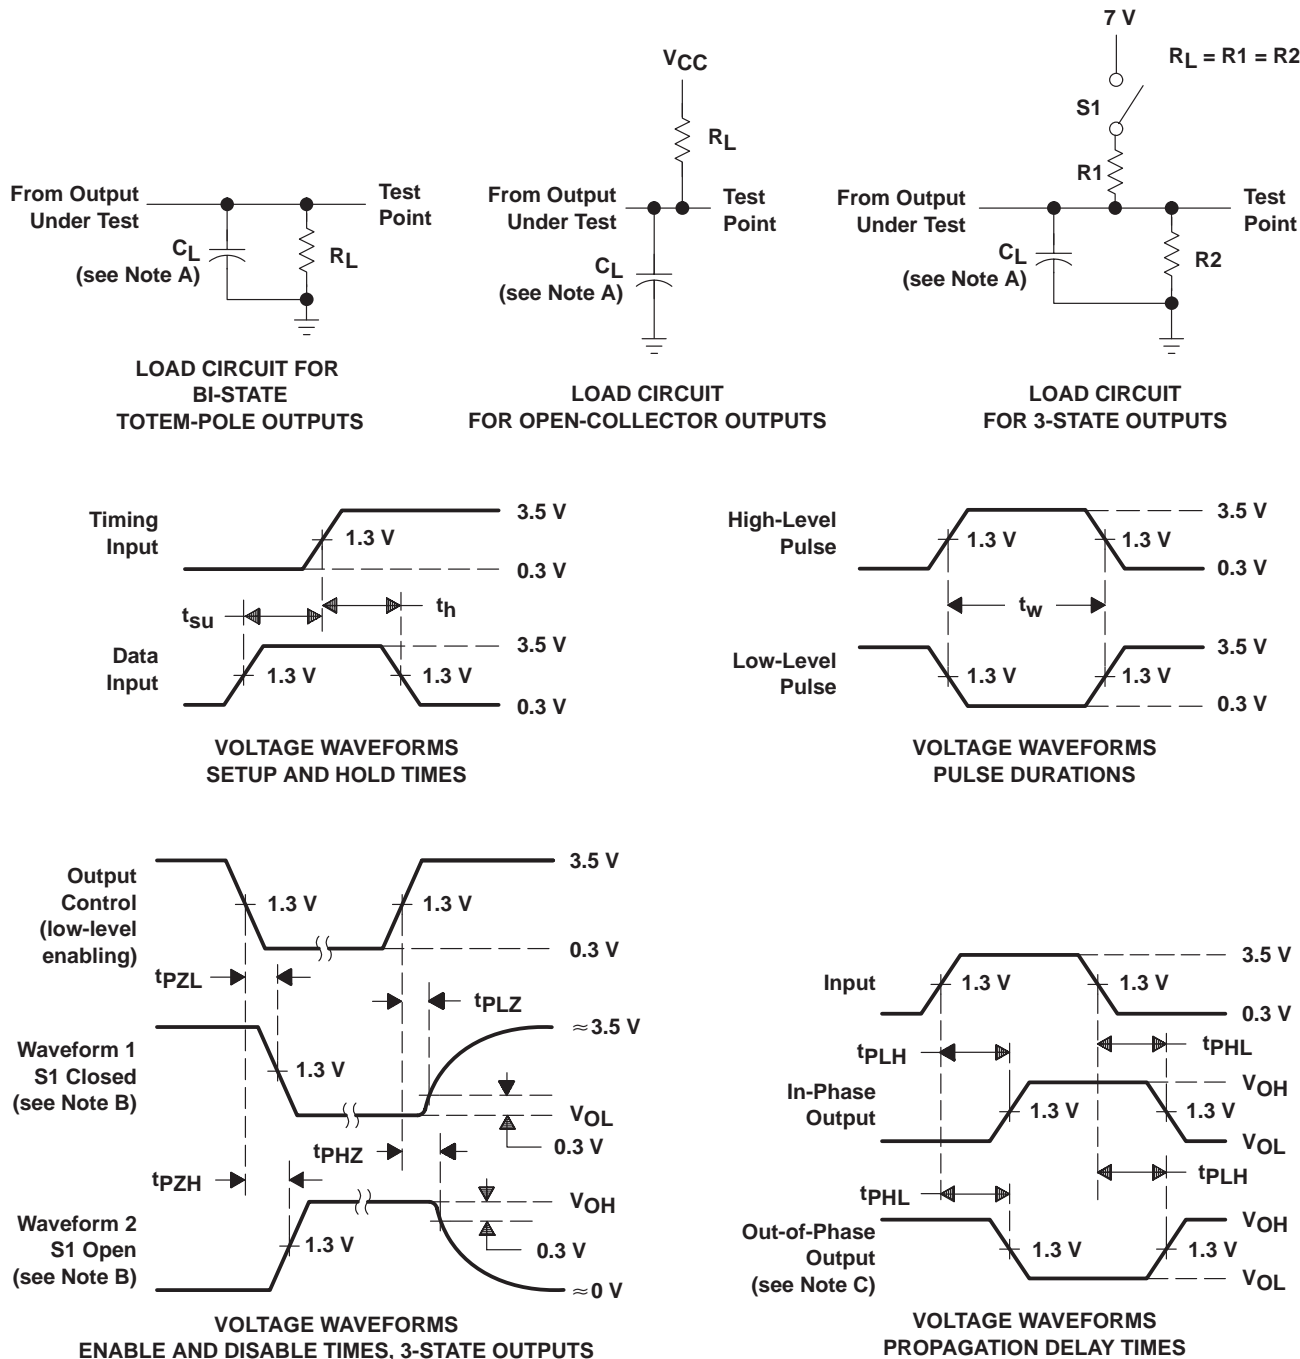 7 V
RL = R1 = R2
S1
R1
From Output
Under Test
Test
Point
CL
(see Note A)
R2
LOAD CIRCUIT
FOR 3-STATE OUTPUTS
VCC
RL
From Output
Under Test
Test
Point
CL
(see Note A)
LOAD CIRCUIT
FOR OPEN-COLLECTOR OUTPUTS
From Output
Under Test
Test
Point
CL
(see Note A)
RL
LOAD CIRCUIT FOR
BI-STATE
TOTEM-POLE OUTPUTS
Timing
Input
3.5 V
1.3 V
0.3 V
tsu
th
Data
Input
3.5 V
1.3 V
1.3 V
0.3 V
VOLTAGE WAVEFORMS
SETUP AND HOLD TIMES
High-Level
Pulse
3.5 V
1.3 V
1.3 V
0.3 V
tw
Low-Level
Pulse
3.5 V
1.3 V
1.3 V
0.3 V
VOLTAGE WAVEFORMS
PULSE DURATIONS
Output
Control
(low-level
enabling)
3.5 V
1.3 V
1.3 V
0.3 V
tPZL
tPLZ
Waveform 1
S1 Closed
(see Note B)
≈3.5 V
1.3 V
VOL
0.3 V
tPHZ
tPZH
Waveform 2
S1 Open
(see Note B)
VOH
1.3 V
0.3 V
≈0 V
VOLTAGE WAVEFORMS
ENABLE AND DISABLE TIMES, 3-STATE OUTPUTS
Input
3.5 V
1.3 V
1.3 V
0.3 V
tPLH
tPHL
In-Phase
Output
VOH
1.3 V
1.3 V
VOL
tPHL
tPLH
Out-of-Phase
Output
(see Note C)
VOH
1.3 V
1.3 V
VOL
VOLTAGE WAVEFORMS
PROPAGATION DELAY TIMES